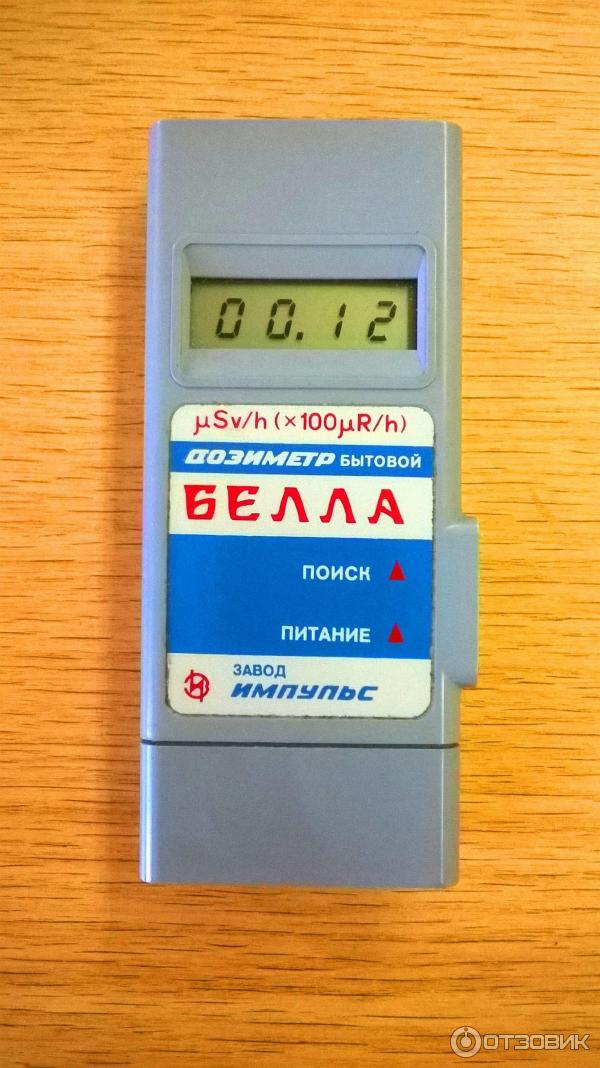 00.12
μSv/h (×100μR/h)
ДОЗИМЕТР БЫТОВОЙ
БЕЛЛА
ПОИСК
ПИТАНИЕ
ЗАВОД
ИМПУЛЬС
ОТЗОВИК